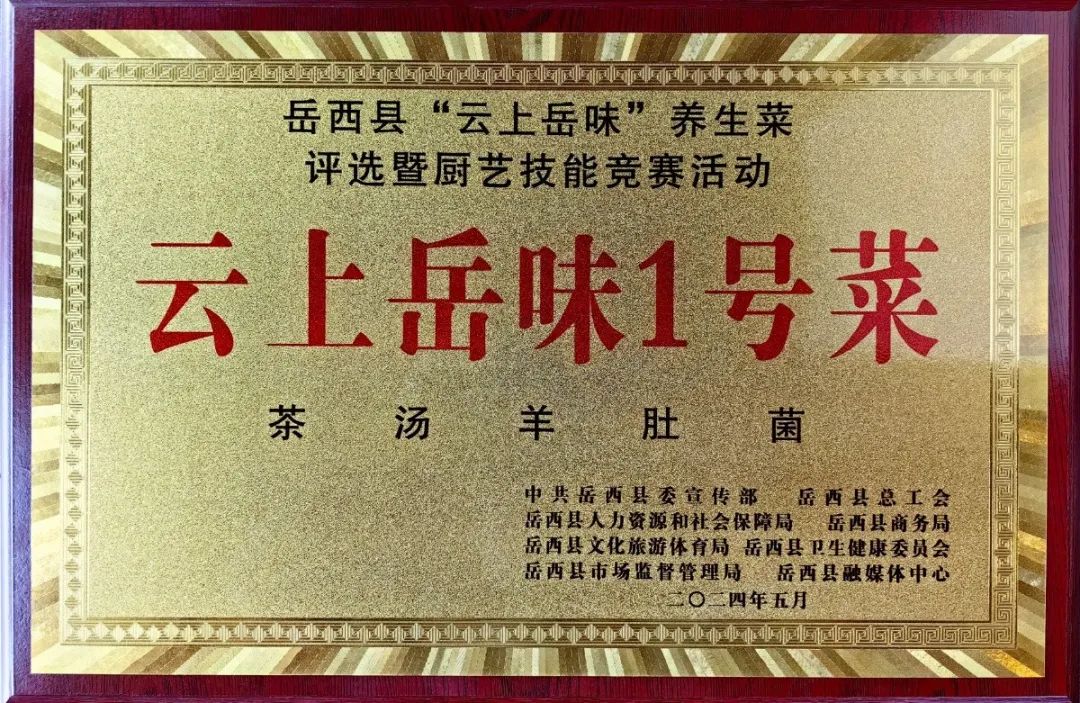 岳西县“云上岳味”养生菜
评选暨厨艺技能竞赛活动
云上岳味1号菜
茶汤羊肚菌
中共岳西县委宣传部 岳西县总工会
岳西县人力资源和社会保障局 岳西县商务局
岳西县文化旅游体育局 岳西县卫生健康委员会
岳西县市场监督管理局 岳西县融媒体中心
二〇二四年五月